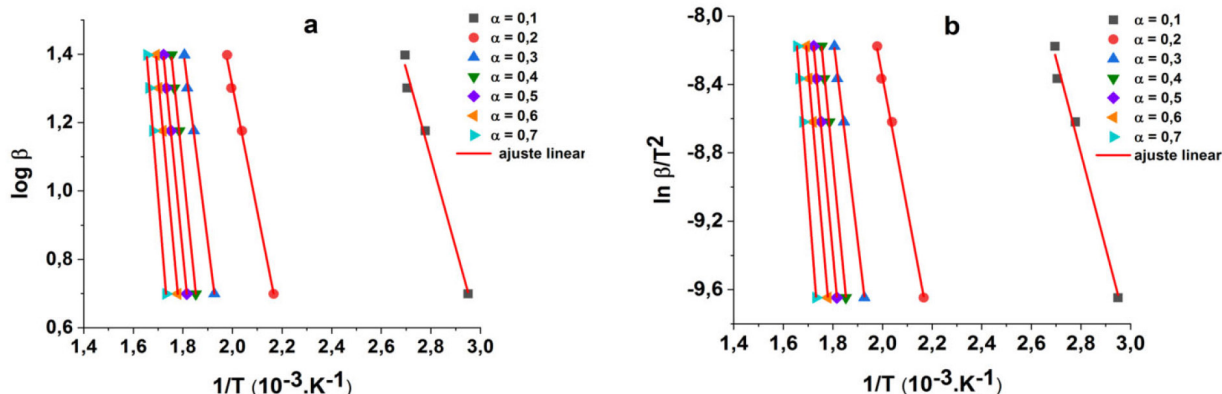 a
α = 0,1
α = 0,2
α = 0,3
α = 0,4
α = 0,5
α = 0,6
α = 0,7
ajuste linear
log β
1,4
1,2
1,0
0,8
0,6
1,4 1,6 1,8 2,0 2,2 2,4 2,6 2,8 3,0
1/T (10⁻³.K⁻¹)
b
α = 0,1
α = 0,2
α = 0,3
α = 0,4
α = 0,5
α = 0,6
α = 0,7
ajuste linear
ln β/T²
-8,0
-8,4
-8,8
-9,2
-9,6
1,4 1,6 1,8 2,0 2,2 2,4 2,6 2,8 3,0
1/T (10⁻³.K⁻¹)